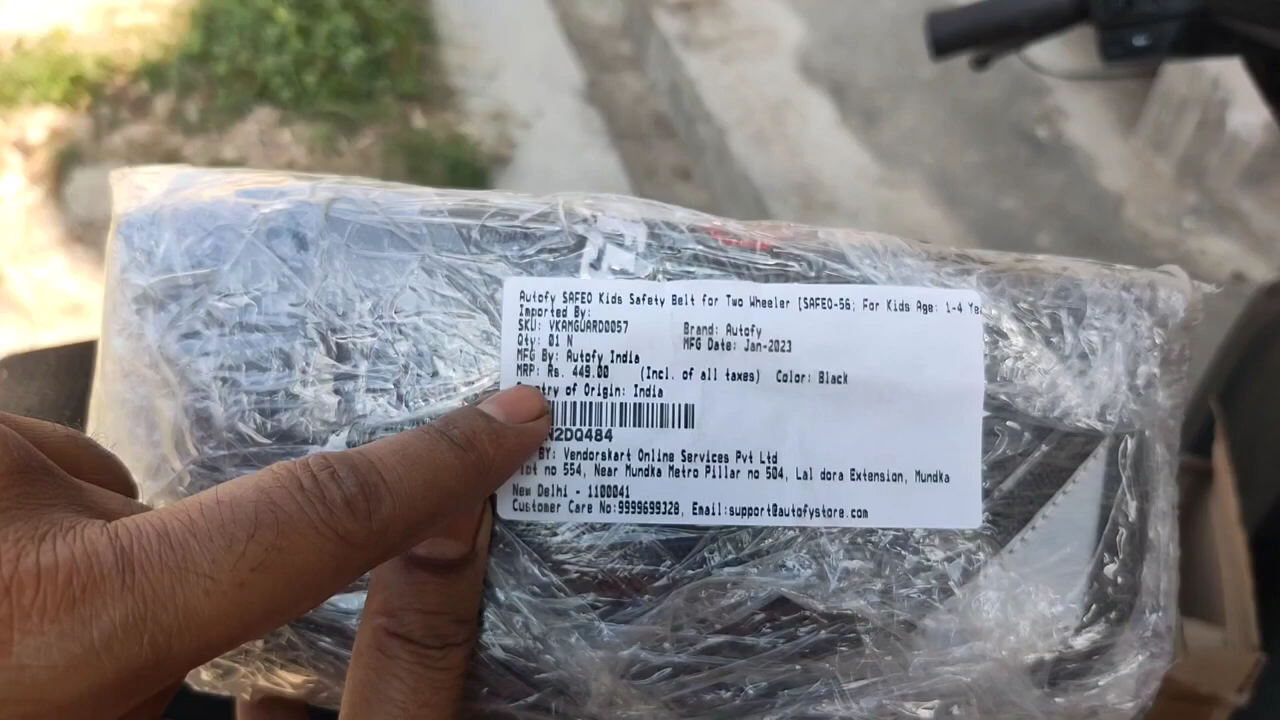 Autofy SAFEO Kids Safety Belt for Two Wheeler [SAFEO-56; For Kids Age: 1-4
Imported By:
SKU: VKAMGUARD0057 Brand: Autofy
Qty: 01 N MFG Date: Jan-2023
MFG By: Autofy India
MRP: Rs. 449.00 (Incl. of all taxes) Color: Black
of Origin: India
N2DQ484
BY: Vendorskart Online Services Pvt Ltd
no 554, Near Mundka Metro Pillar no 504, Lal dora Extension, Mundka
New Delhi - 1100041
Customer Care No:9999699328, Email:support@autofystore.com